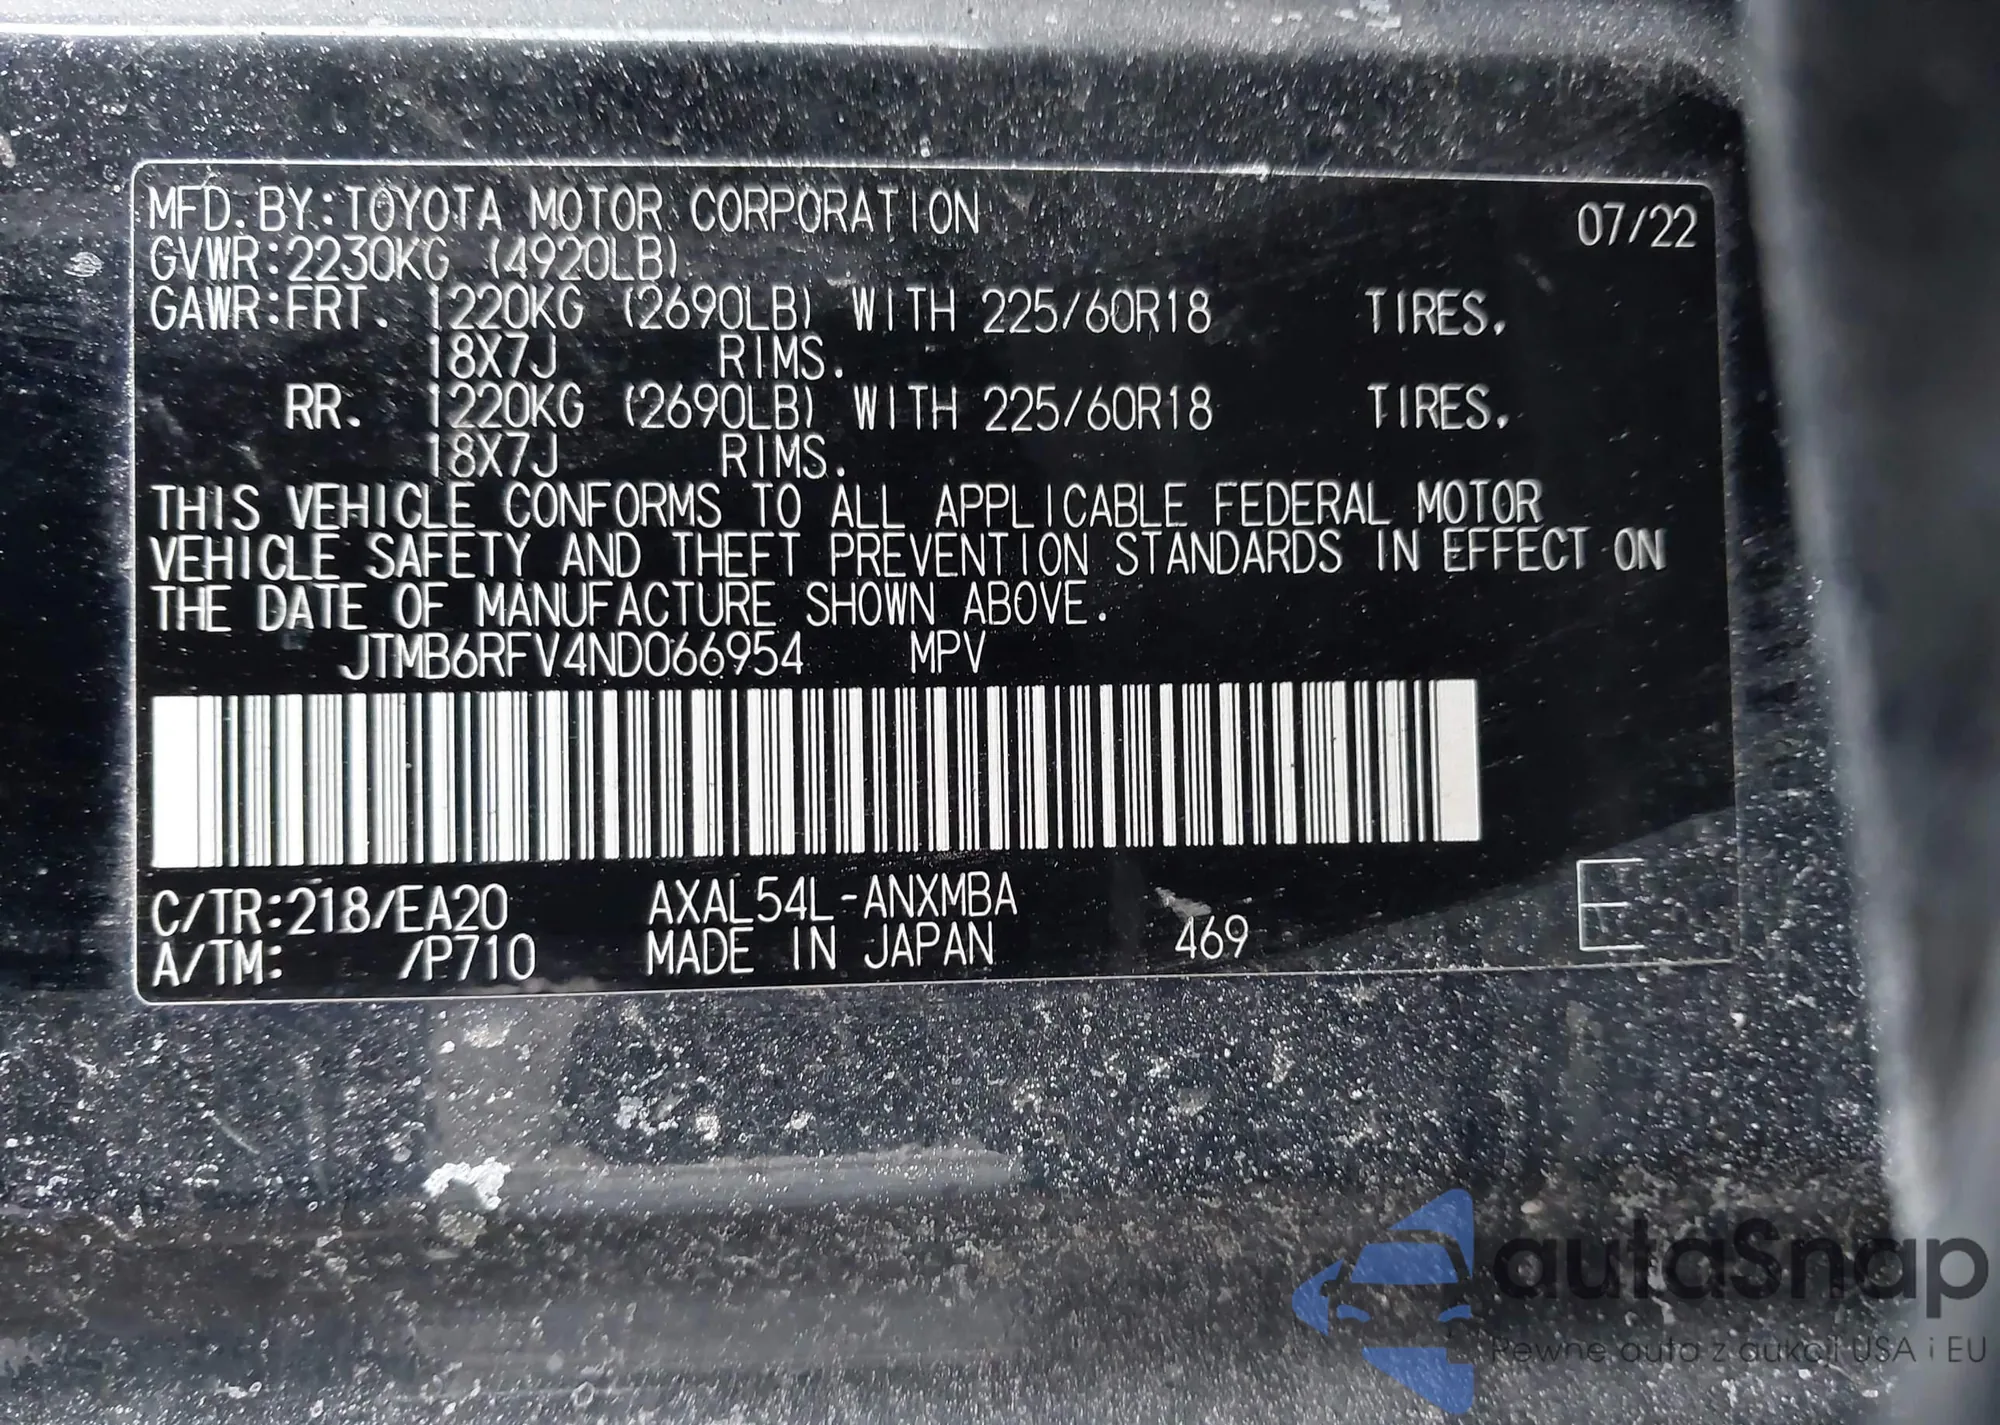 MFD. BY:TOYOTA MOTOR CORPORATION 07/22
GVWR:2230KG (4920LB)
GAWR:FRT. 1220KG (2690LB) WITH 225/60R18 TIRES.
18X7J RIMS.
RR. 1220KG (2690LB) WITH 225/60R18 TIRES.
18X7J RIMS.
THIS VEHICLE CONFORMS TO ALL APPLICABLE FEDERAL MOTOR
VEHICLE SAFETY AND THEFT PREVENTION STANDARDS IN EFFECT ON
THE DATE OF MANUFACTURE SHOWN ABOVE.
JTMB6RFV4ND066954 MPV
C/TR:218/EA20 AXAL54L-ANXMBA
A/TM: /P710 MADE IN JAPAN 469 E
autaSnap
Pewne auta z aukcji USA i EU